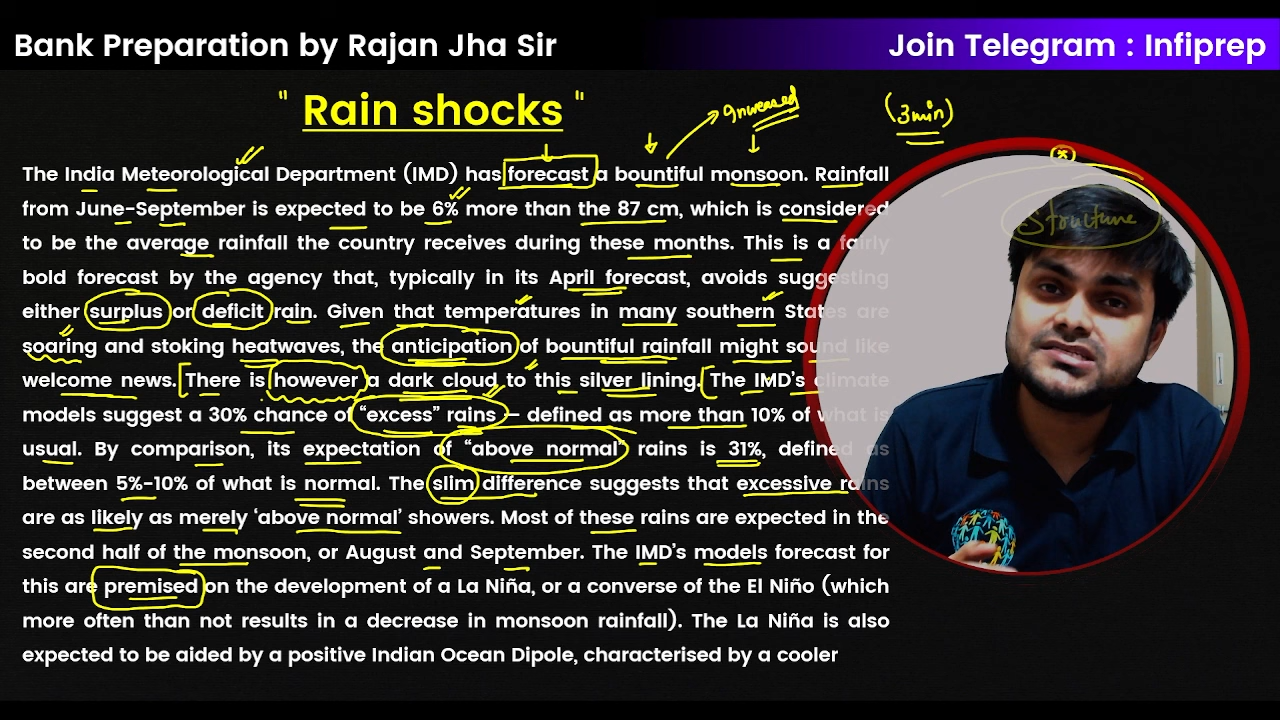 Bank Preparation by Rajan Jha Sir
Join Telegram : Infiprep
" Rain shocks "
Increased
(3min)
The India Meteorological Department (IMD) has forecast a bountiful monsoon. Rainfall
from June-September is expected to be 6% more than the 87 cm, which is considered
Structure
to be the average rainfall the country receives during these months. This is a fairly
bold forecast by the agency that, typically in its April forecast, avoids suggesting
either surplus or deficit rain. Given that temperatures in many southern States are
soaring and stoking heatwaves, the anticipation of bountiful rainfall might sound like
welcome news. [There is however a dark cloud to this silver lining. [The IMD's climate
models suggest a 30% chance of “excess” rains – defined as more than 10% of what is
usual. By comparison, its expectation of “above normal” rains is 31%, defined as
between 5%-10% of what is normal. The slim difference suggests that excessive rains
are as likely as merely ‘above normal’ showers. Most of these rains are expected in the
second half of the monsoon, or August and September. The IMD's models forecast for
this are premised on the development of a La Niña, or a converse of the El Niño (which
more often than not results in a decrease in monsoon rainfall). The La Niña is also
expected to be aided by a positive Indian Ocean Dipole, characterised by a cooler